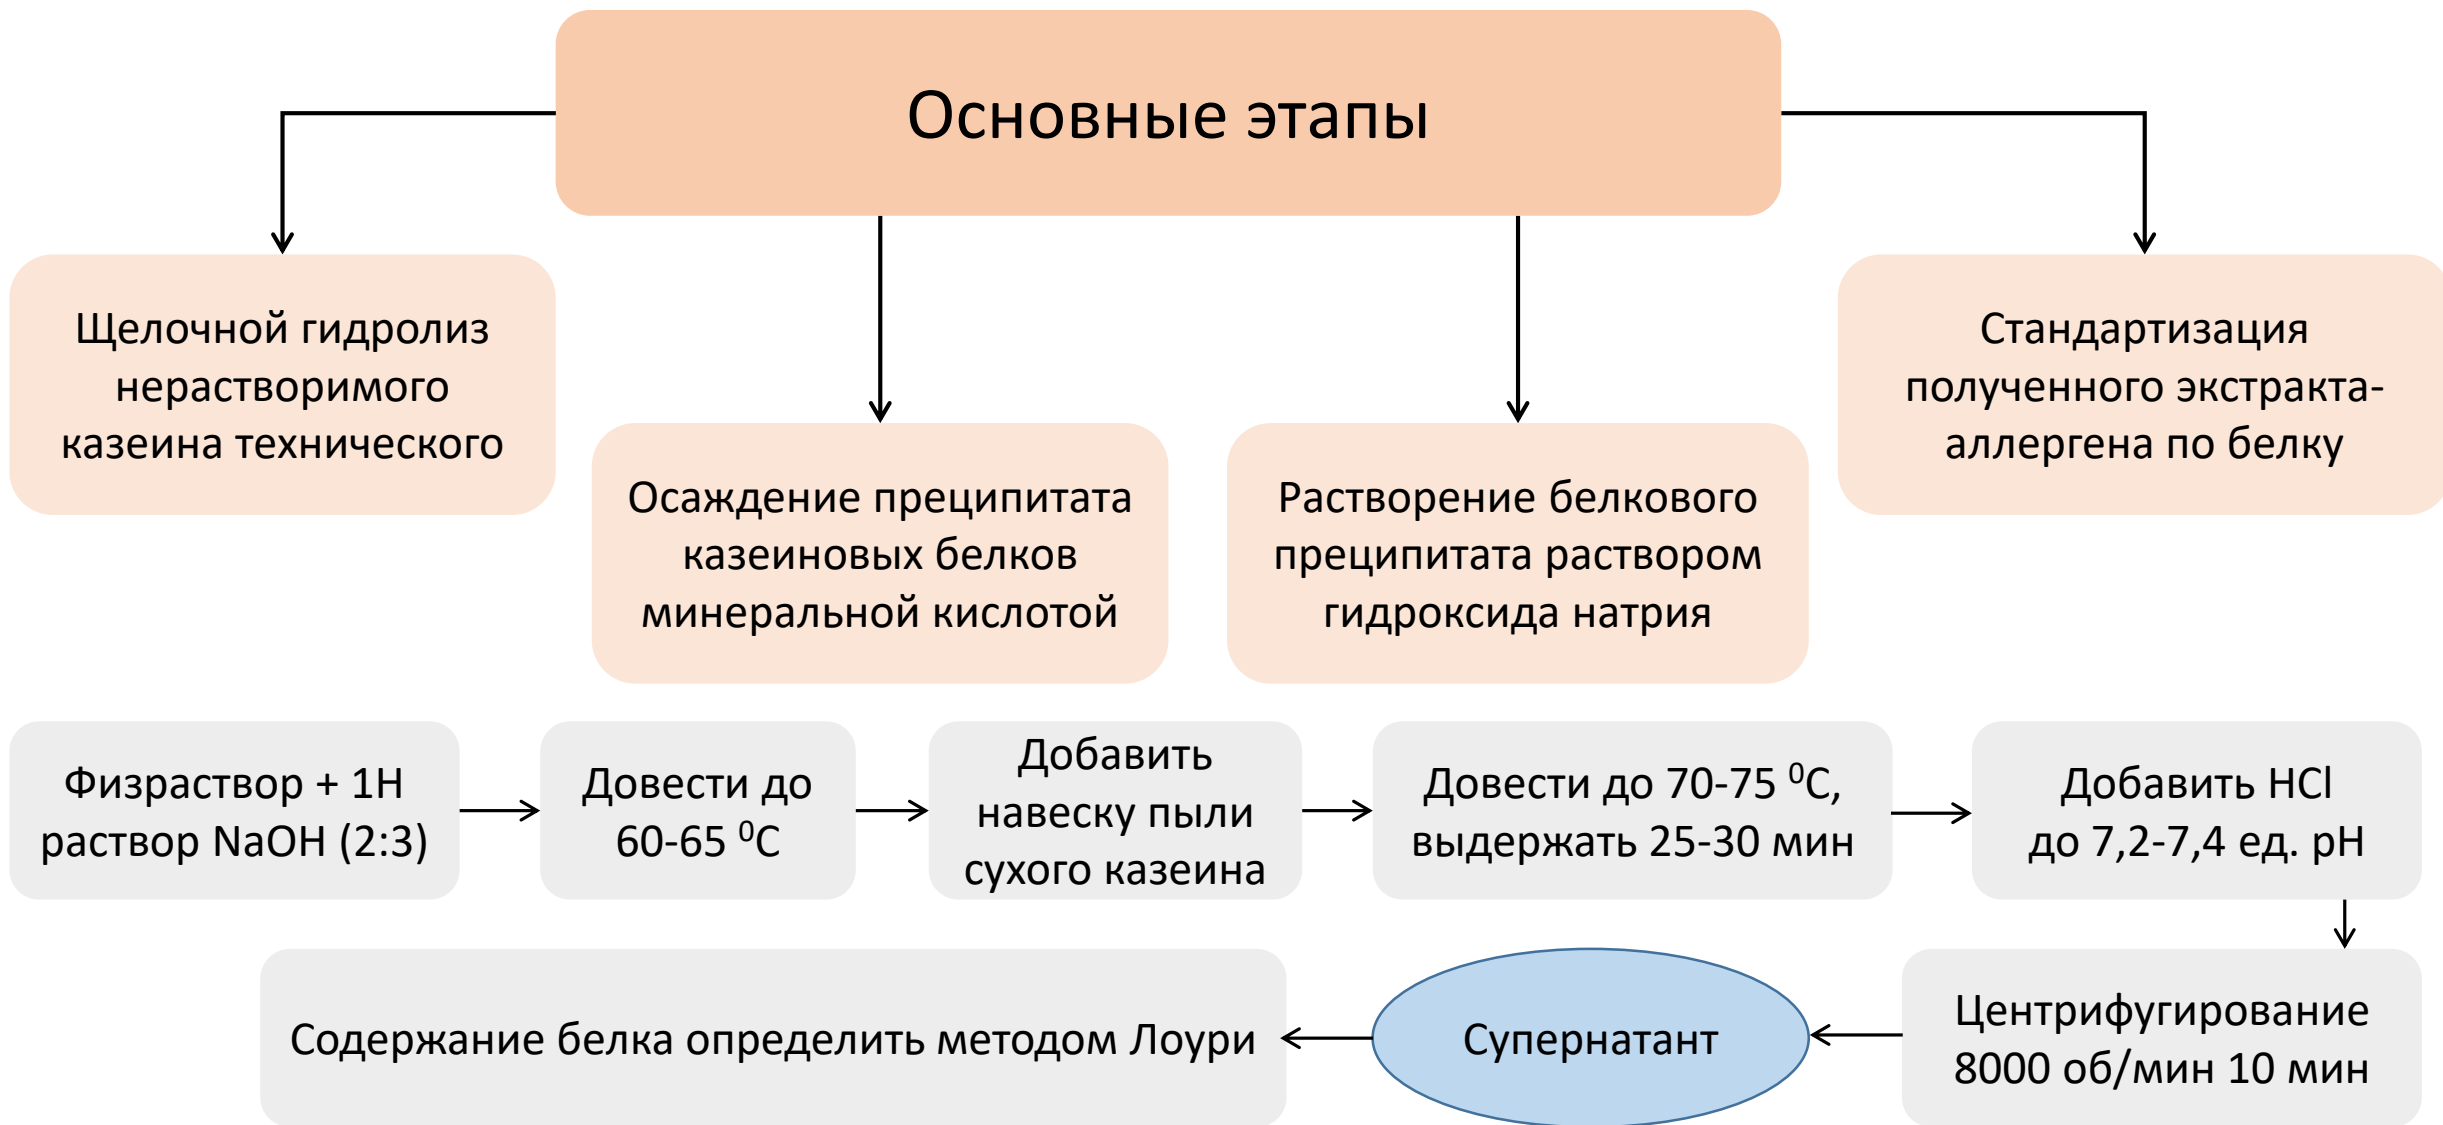 Основные этапы
Щелочной гидролиз
нерастворимого
казеина технического
Осаждение преципитата
казеиновых белков
минеральной кислотой
Растворение белкового
преципитата раствором
гидроксида натрия
Стандартизация
полученного экстракта-
аллергена по белку
Физраствор + 1Н
раствор NaOH (2:3)
Довести до
60-65 ⁰С
Добавить
навеску пыли
сухого казеина
Довести до 70-75 ⁰С,
выдержать 25-30 мин
Добавить HCl
до 7,2-7,4 ед. pH
Центрифугирование
8000 об/мин 10 мин
Супернатант
Содержание белка определить методом Лоури